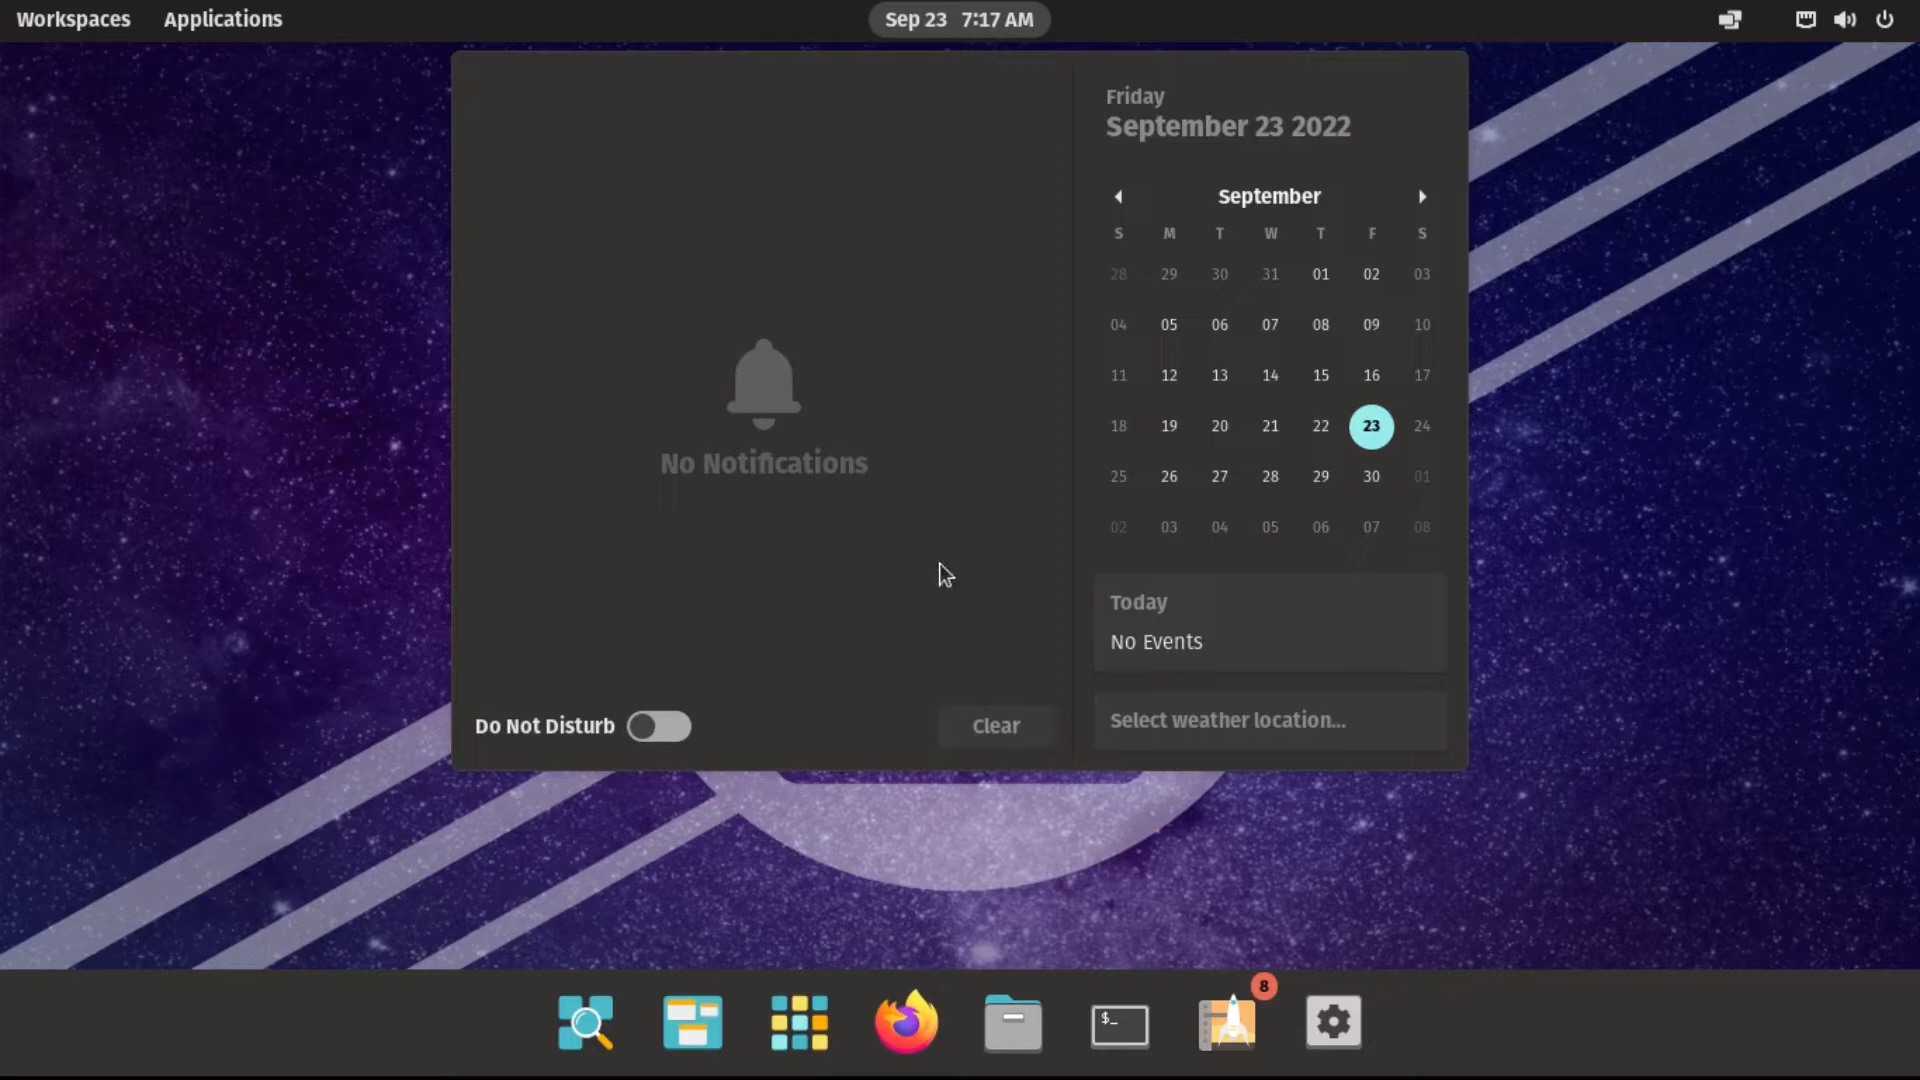 Workspaces Applications Sep 23 7:17 AM
Friday
September 23 2022
September
S M T W T F S
28 29 30 31 01 02 03
04 05 06 07 08 09 10
11 12 13 14 15 16 17
18 19 20 21 22 23 24
25 26 27 28 29 30 01
02 03 04 05 06 07 08
No Notifications
Today
No Events
Select weather location...
Do Not Disturb Clear
8
$_